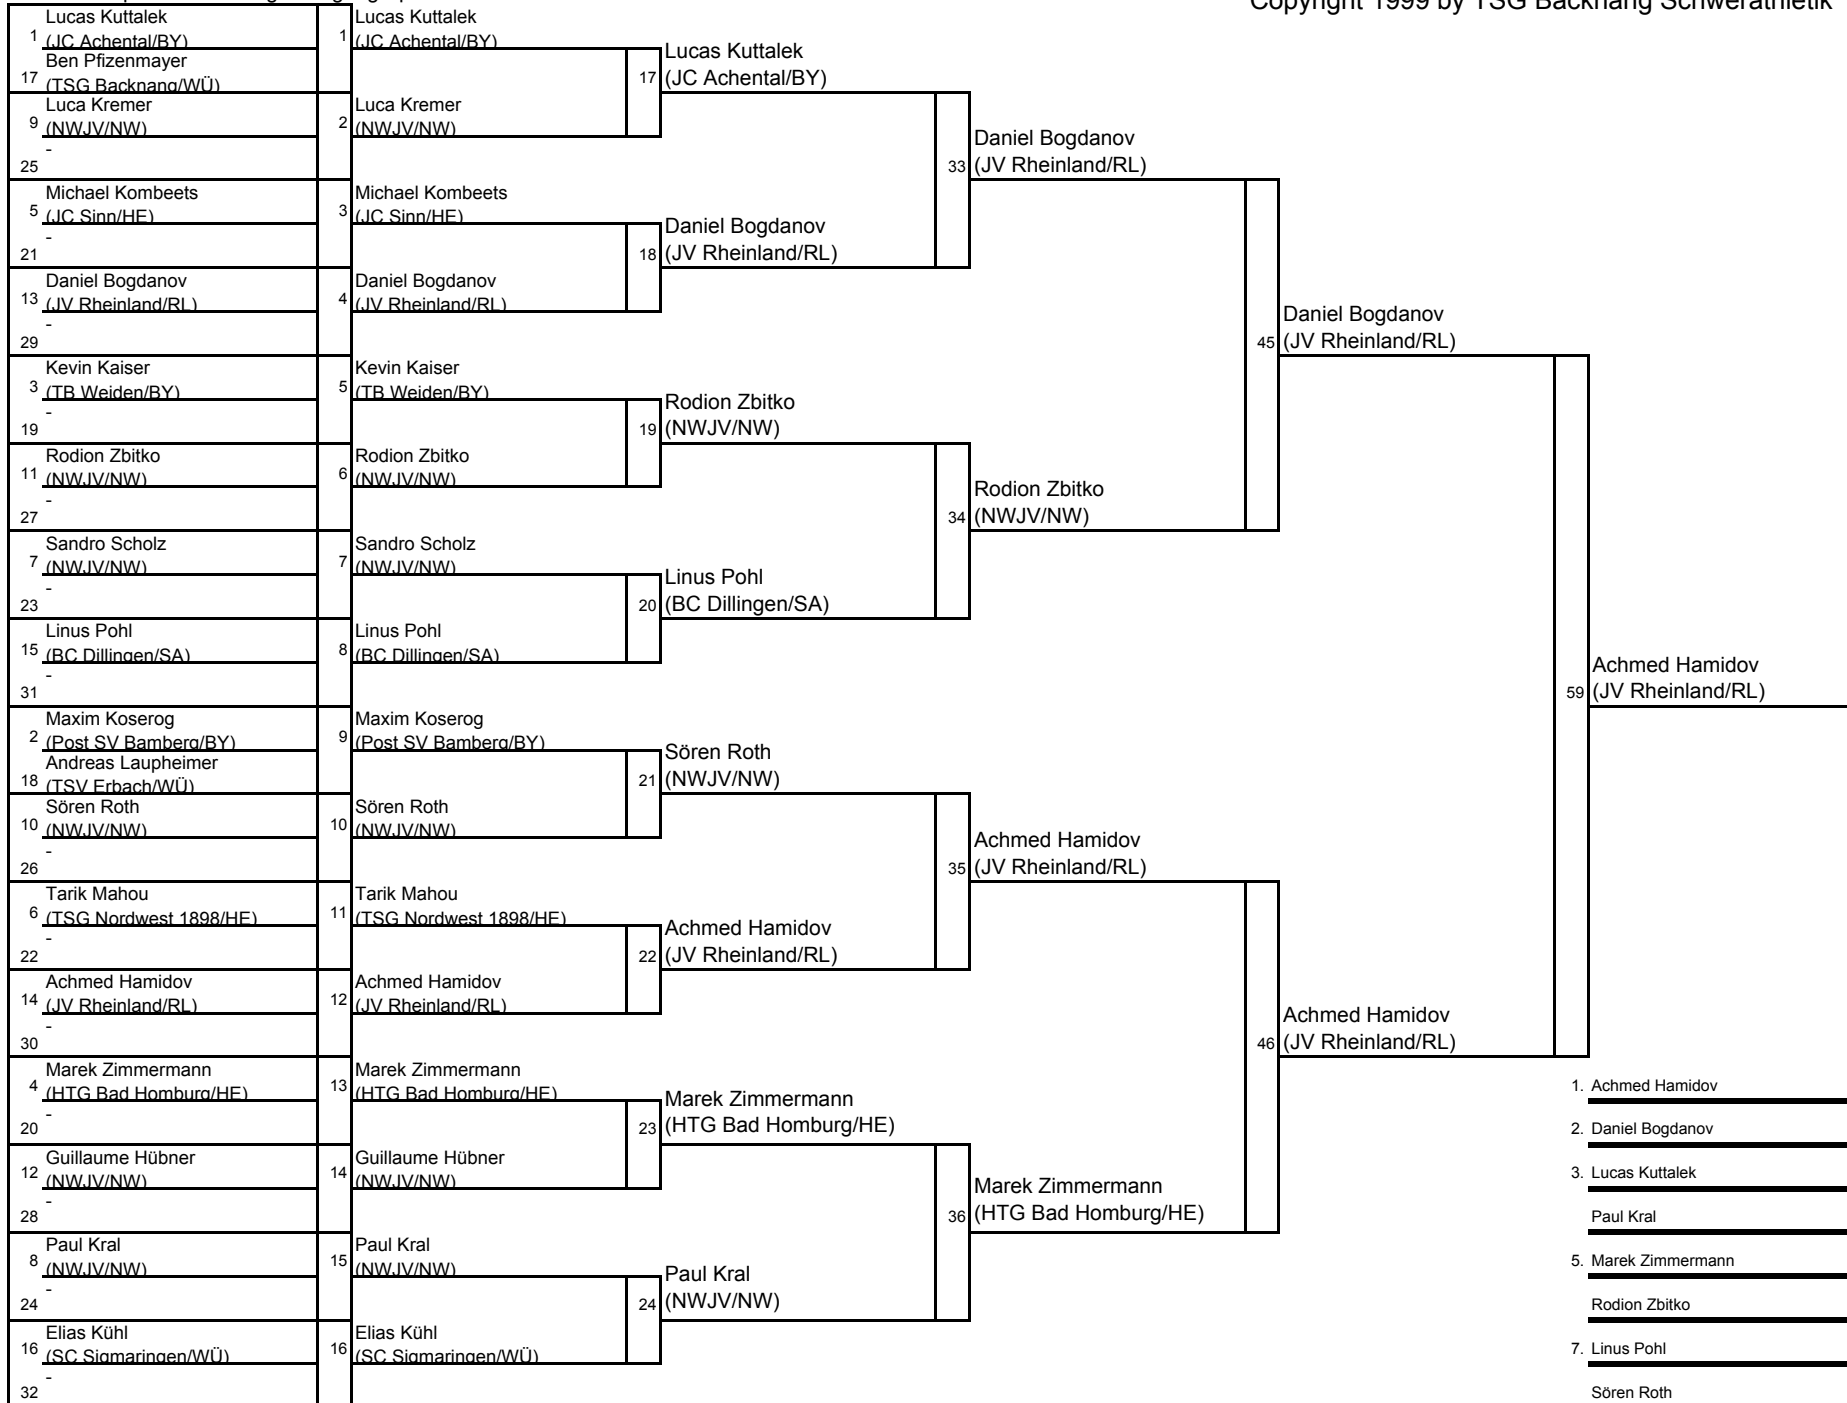 Copyright 1999 by TSG Backnang Schwerathletik
Lucas Kuttalek
1 (JC Achental/BY)
Ben Pfizenmayer
17 (TSG Backnang/WÜ)
Luca Kremer
9 (NWJV/NW)
-
25
Michael Kombeets
5 (JC Sinn/HE)
-
21
Daniel Bogdanov
13 (JV Rheinland/RL)
-
29
Kevin Kaiser
3 (TB Weiden/BY)
-
19
Rodion Zbitko
11 (NWJV/NW)
-
27
Sandro Scholz
7 (NWJV/NW)
-
23
Linus Pohl
15 (BC Dillingen/SA)
-
31
Maxim Koserog
2 (Post SV Bamberg/BY)
Andreas Laupheimer
18 (TSV Erbach/WÜ)
Sören Roth
10 (NWJV/NW)
-
26
Tarik Mahou
6 (TSG Nordwest 1898/HE)
-
22
Achmed Hamidov
14 (JV Rheinland/RL)
-
30
Marek Zimmermann
4 (HTG Bad Homburg/HE)
-
20
Guillaume Hübner
12 (NWJV/NW)
-
28
Paul Kral
8 (NWJV/NW)
-
24
Elias Kühl
16 (SC Sigmaringen/WÜ)
-
32
Lucas Kuttalek
1 (JC Achental/BY)
Luca Kremer
2 (NWJV/NW)
Michael Kombeets
3 (JC Sinn/HE)
Daniel Bogdanov
4 (JV Rheinland/RL)
Kevin Kaiser
5 (TB Weiden/BY)
Rodion Zbitko
6 (NWJV/NW)
Sandro Scholz
7 (NWJV/NW)
Linus Pohl
8 (BC Dillingen/SA)
Maxim Koserog
9 (Post SV Bamberg/BY)
Sören Roth
10 (NWJV/NW)
Tarik Mahou
11 (TSG Nordwest 1898/HE)
Achmed Hamidov
12 (JV Rheinland/RL)
Marek Zimmermann
13 (HTG Bad Homburg/HE)
Guillaume Hübner
14 (NWJV/NW)
Paul Kral
15 (NWJV/NW)
Elias Kühl
16 (SC Sigmaringen/WÜ)
Lucas Kuttalek
17 (JC Achental/BY)
Daniel Bogdanov
18 (JV Rheinland/RL)
Rodion Zbitko
19 (NWJV/NW)
Linus Pohl
20 (BC Dillingen/SA)
Sören Roth
21 (NWJV/NW)
Achmed Hamidov
22 (JV Rheinland/RL)
Marek Zimmermann
23 (HTG Bad Homburg/HE)
Paul Kral
24 (NWJV/NW)
Daniel Bogdanov
33 (JV Rheinland/RL)
Rodion Zbitko
34 (NWJV/NW)
Achmed Hamidov
35 (JV Rheinland/RL)
Marek Zimmermann
36 (HTG Bad Homburg/HE)
Daniel Bogdanov
45 (JV Rheinland/RL)
Achmed Hamidov
46 (JV Rheinland/RL)
Achmed Hamidov
59 (JV Rheinland/RL)
1. Achmed Hamidov
2. Daniel Bogdanov
3. Lucas Kuttalek
Paul Kral
5. Marek Zimmermann
Rodion Zbitko
7. Linus Pohl
Sören Roth